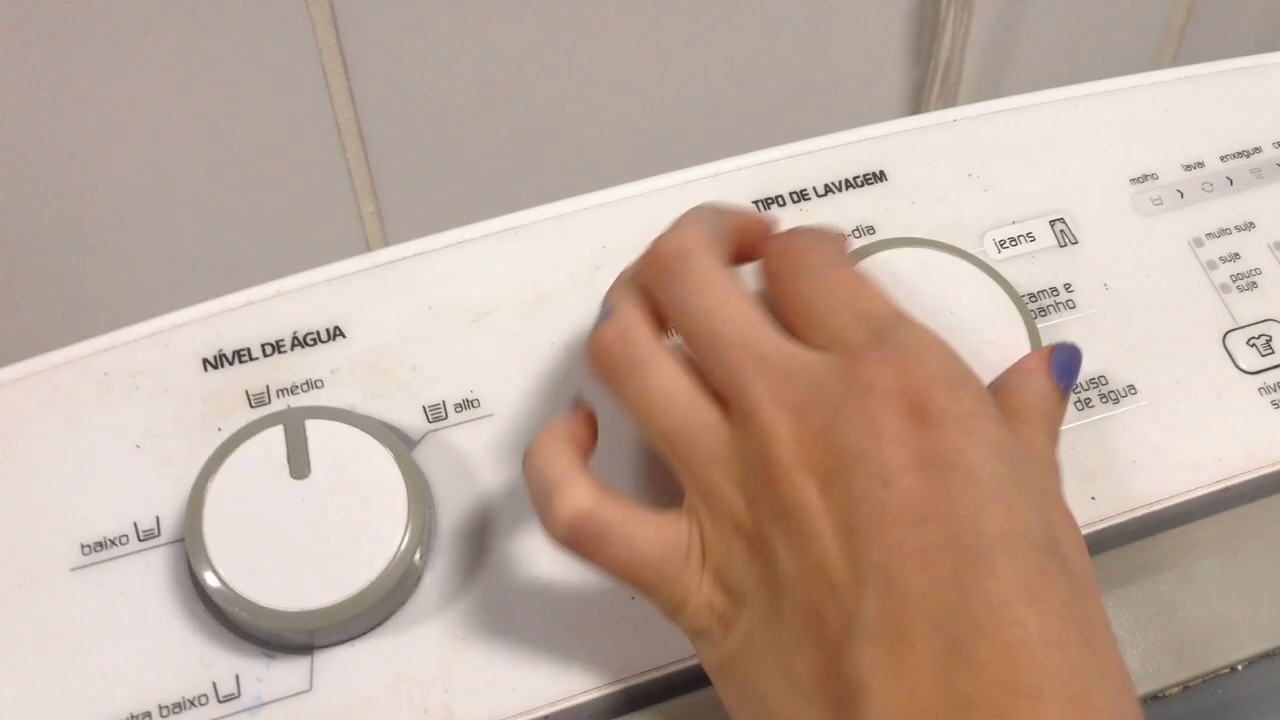 NÍVEL DE ÁGUA
médio
alto
baixo
baixo
TIPO DE LAVAGEM
-dia
jeans
cama e
banho
de água
molho
lavar
enxaguar
muito suja
suja
pouco
suja